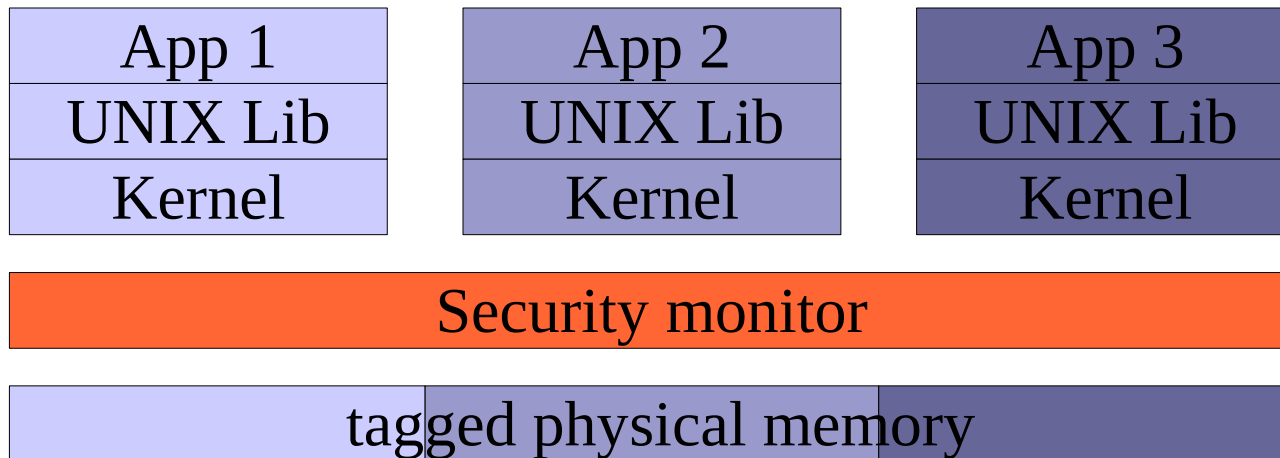 App 1
App 2
App 3
UNIX Lib
UNIX Lib
UNIX Lib
Kernel
Kernel
Kernel
Security monitor
tagged physical memory